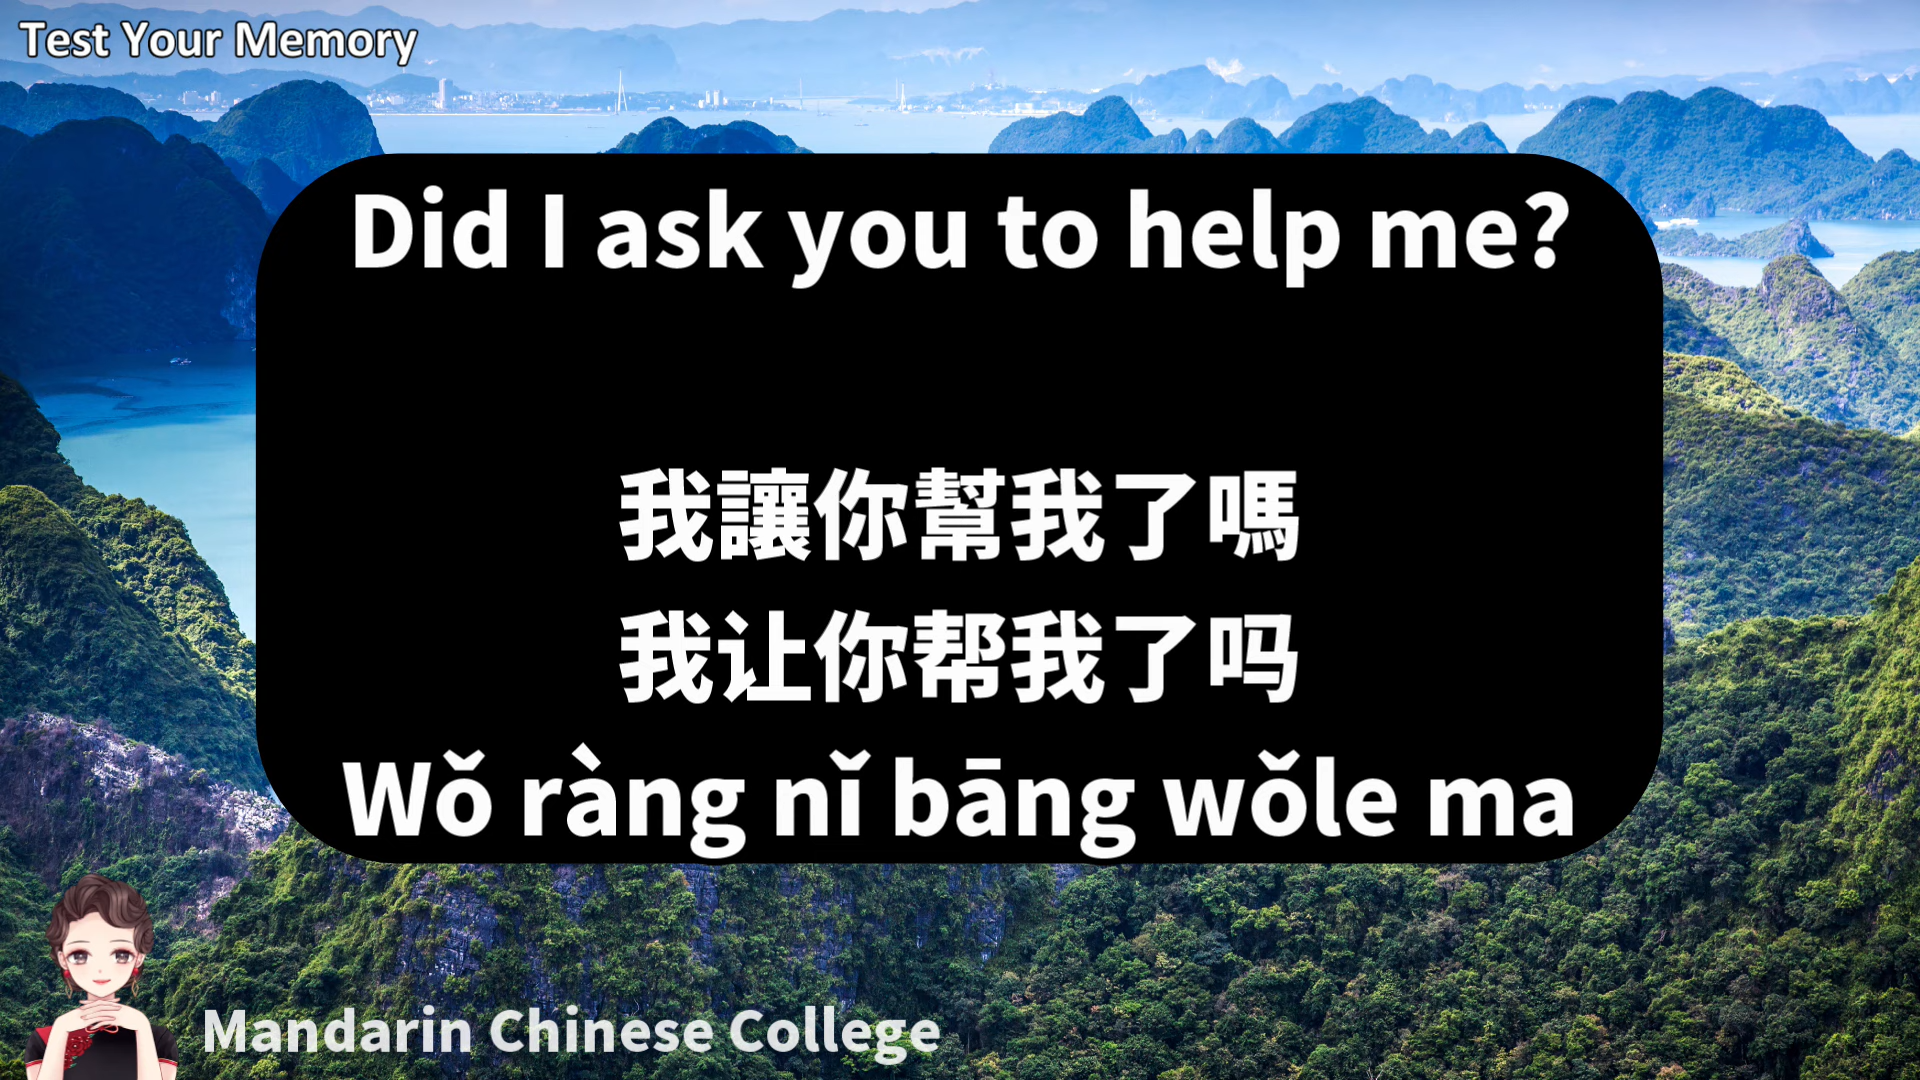 Test Your Memory
Did I ask you to help me?
我讓你幫我了嗎
我让你帮我了吗
Wǒ ràng nǐ bāng wǒle ma
Mandarin Chinese College